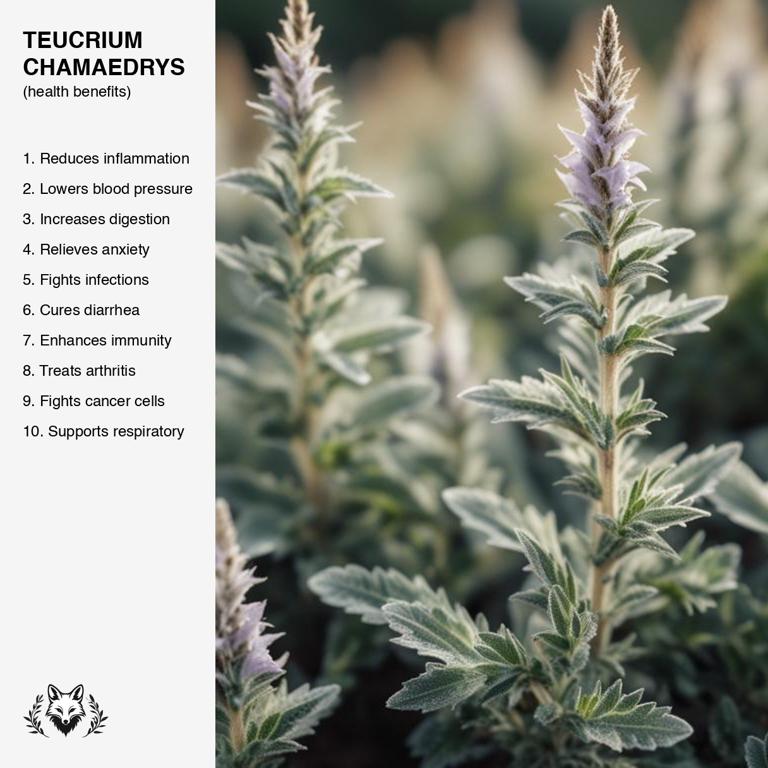 TEUCRIUM
CHAMAEDRYS
(health benefits)
1. Reduces inflammation
2. Lowers blood pressure
3. Increases digestion
4. Relieves anxiety
5. Fights infections
6. Cures diarrhea
7. Enhances immunity
8. Treats arthritis
9. Fights cancer cells
10. Supports respiratory